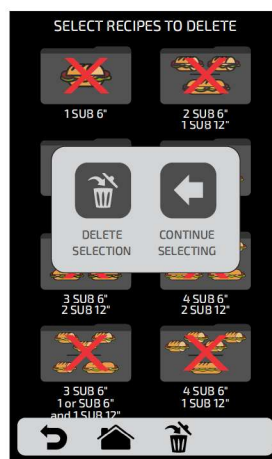 SELECT RECIPES TO DELETE
1 SUB 6"
2 SUB 6"
1 SUB 12"
DELETE
SELECTION
CONTINUE
SELECTING
3 SUB 6"
2 SUB 12"
4 SUB 6"
2 SUB 12"
3 SUB 6"
1 or SUB 6"
and 1 SUB 12"
4 SUB 6"
1 SUB 12"